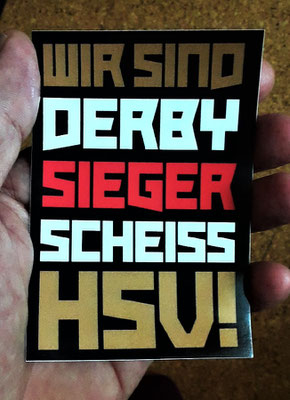 WIR SIND
DERBY
SIEGER
SCHEISS
HSV!